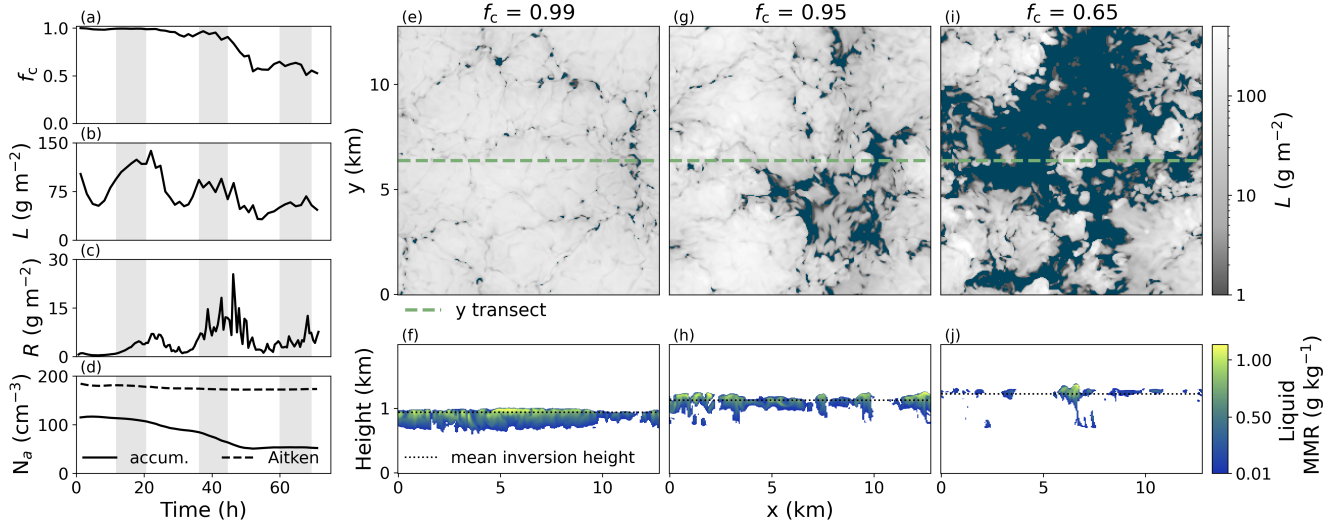 (a)
1.0
0.5
0.0
f_c
(b)
150
75
0
L (g m⁻²)
(c)
30
15
0
R (g m⁻²)
(d)
200
100
0
N_a (cm⁻³)
accum. Aitken
0 20 40 60
Time (h)
(e) f_c = 0.99
10
5
0
y (km)
y transect
(g) f_c = 0.95
(i) f_c = 0.65
100
10
1
L (g m⁻²)
(f)
1
0
Height (km)
mean inversion height
0 10
(h)
0 5 10
(j)
0 5 10
x (km)
1.00
0.50
0.01
Liquid
MMR (g kg⁻¹)